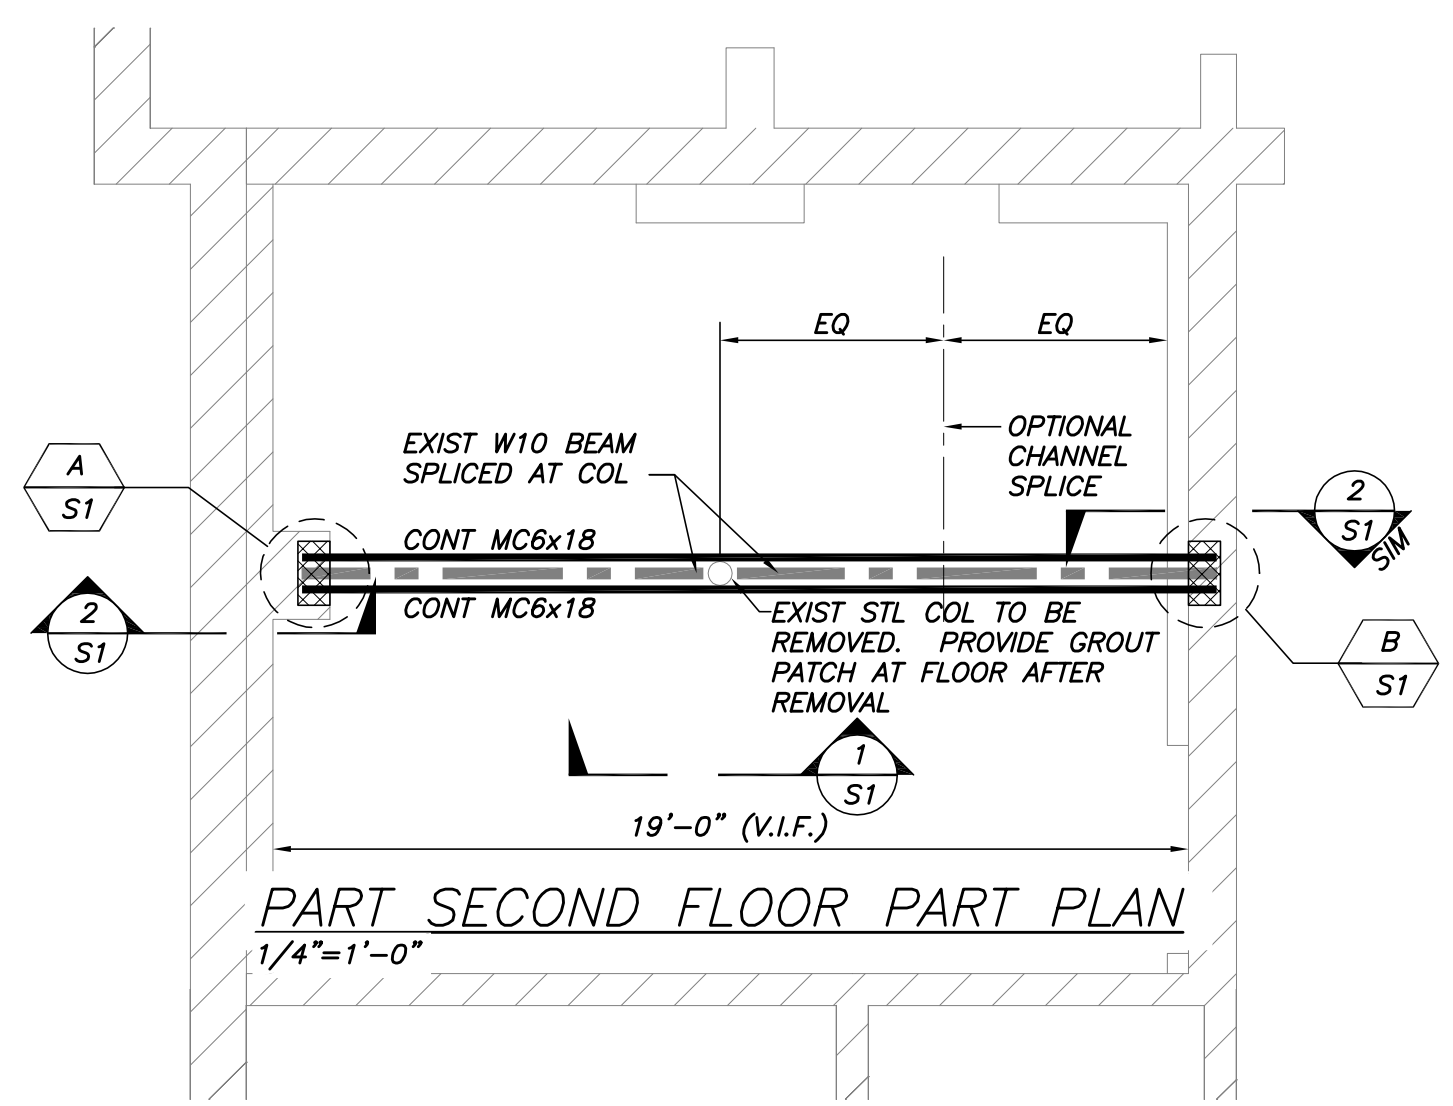 EQ
EQ
EXIST W10 BEAM
SPLICED AT COL
OPTIONAL
CHANNEL
SPLICE
A
S1
2
S1
SIM
CONT MC6x18
CONT MC6x18
2
S1
EXIST STL COL TO BE
REMOVED. PROVIDE GROUT
PATCH AT FLOOR AFTER
REMOVAL
B
S1
1
S1
19'-0" (V.I.F.)
PART SECOND FLOOR PART PLAN
1/4"=1'-0"